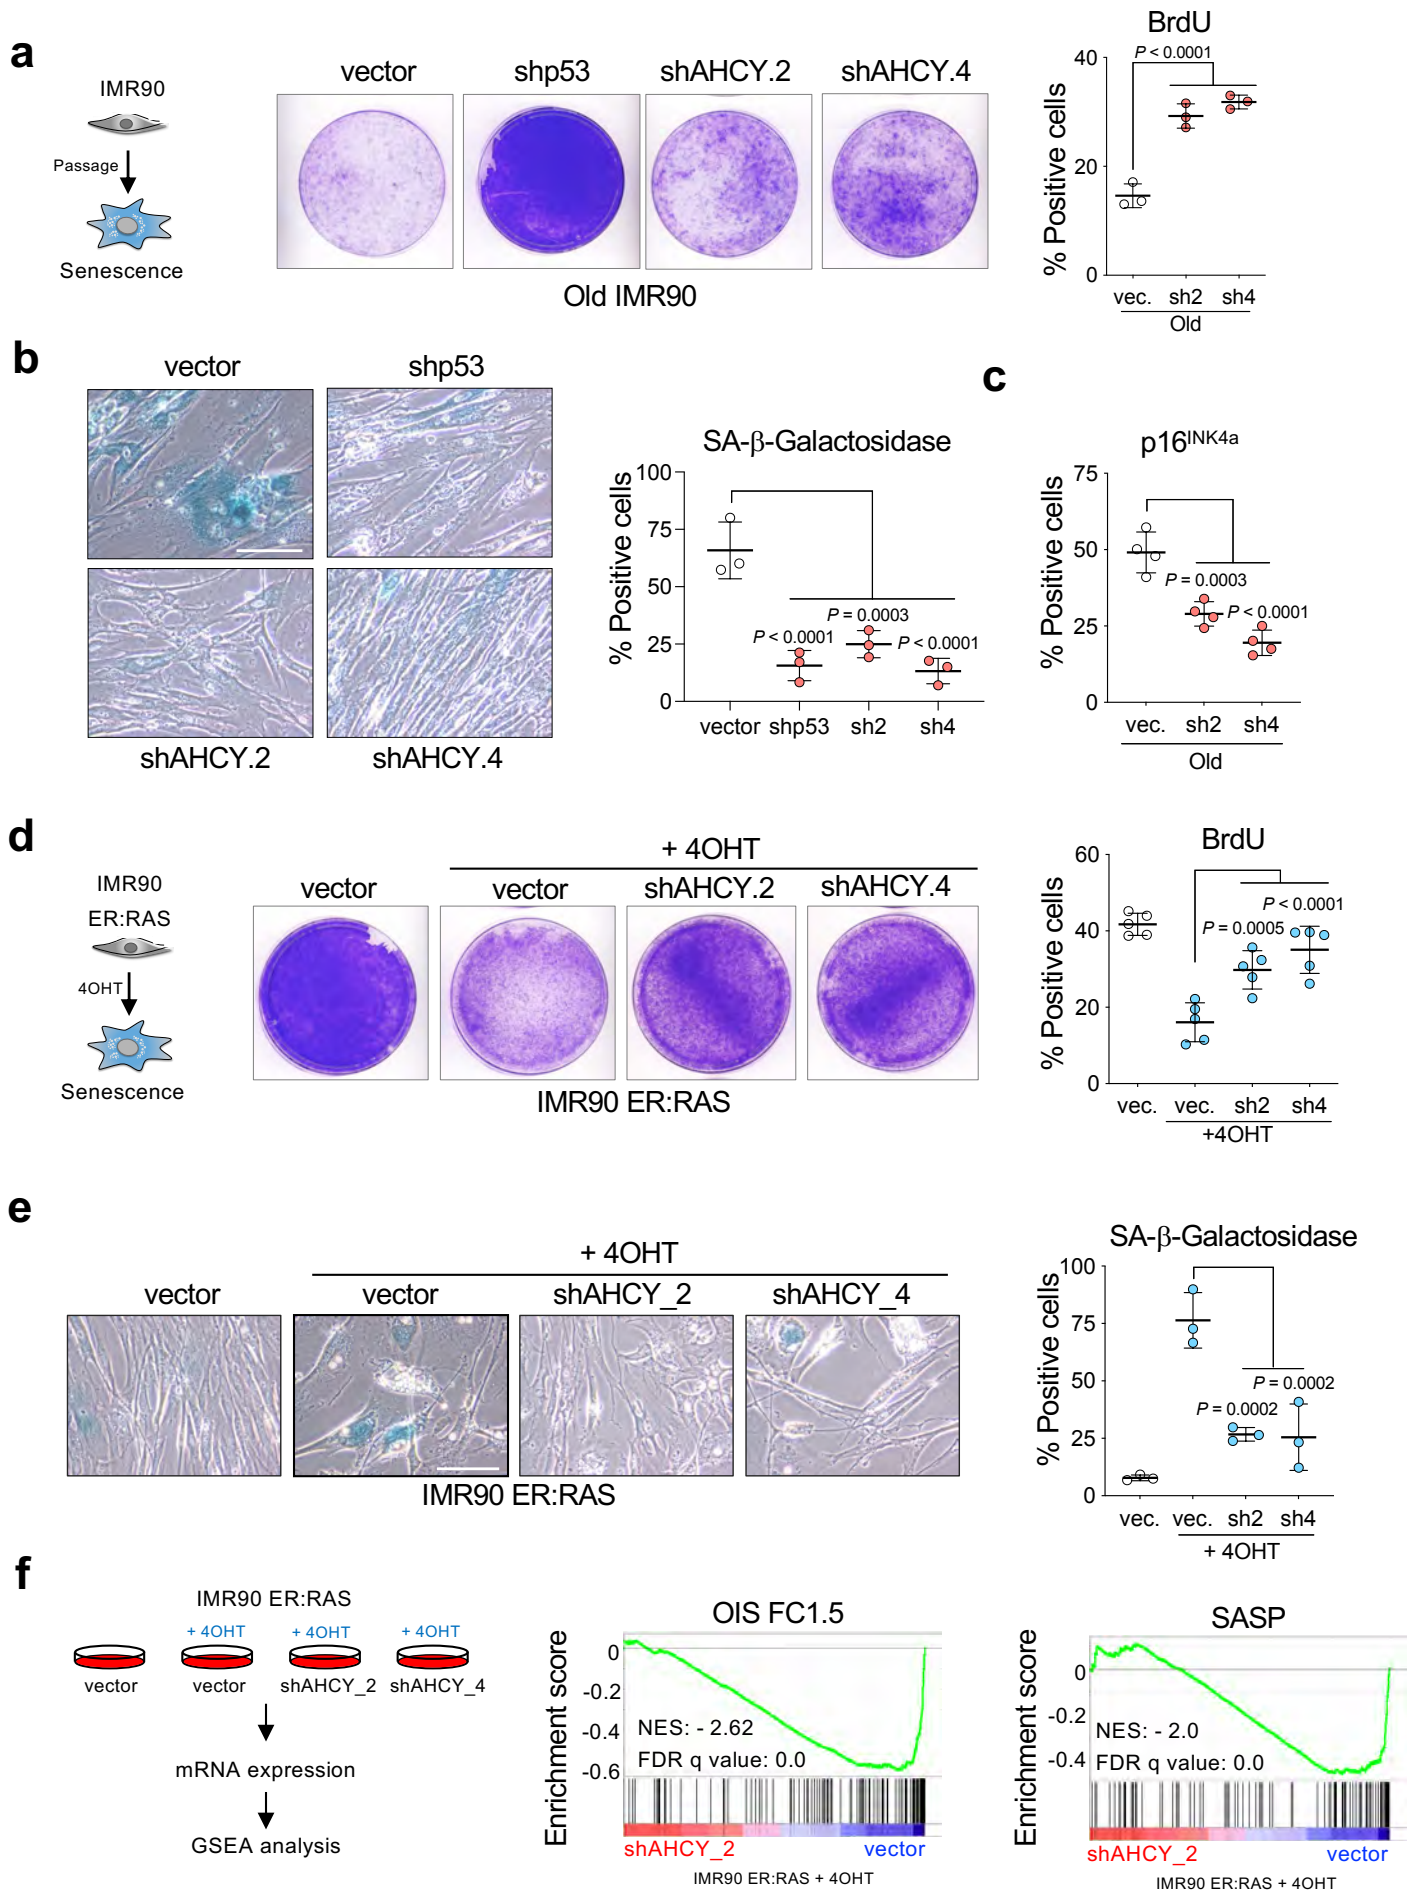 a
IMR90
Passage
Senescence
vector shp53 shAHCY.2 shAHCY.4
Old IMR90
BrdU
% Positive cells
40
20
0
P < 0.0001
vec. sh2 sh4
Old
b
vector shp53
shAHCY.2 shAHCY.4
SA-β-Galactosidase
% Positive cells
100
75
50
25
0
P < 0.0001
P = 0.0003
P < 0.0001
vector shp53 sh2 sh4
c
p16INK4a
% Positive cells
75
50
25
0
P = 0.0003
P < 0.0001
vec. sh2 sh4
Old
d
IMR90
ER:RAS
4OHT
Senescence
+ 4OHT
vector vector shAHCY.2 shAHCY.4
IMR90 ER:RAS
BrdU
% Positive cells
60
40
20
0
P < 0.0001
P = 0.0005
vec. vec. sh2 sh4
+4OHT
e
+ 4OHT
vector vector shAHCY_2 shAHCY_4
IMR90 ER:RAS
SA-β-Galactosidase
% Positive cells
100
75
50
25
0
P = 0.0002
P = 0.0002
vec. vec. sh2 sh4
+ 4OHT
f
IMR90 ER:RAS
+ 4OHT + 4OHT + 4OHT
vector vector shAHCY_2 shAHCY_4
mRNA expression
GSEA analysis
OIS FC1.5
Enrichment score
0
-0.2
-0.4
-0.6
NES: - 2.62
FDR q value: 0.0
shAHCY_2 vector
IMR90 ER:RAS + 4OHT
SASP
Enrichment score
0
-0.2
-0.4
NES: - 2.0
FDR q value: 0.0
shAHCY_2 vector
IMR90 ER:RAS + 4OHT